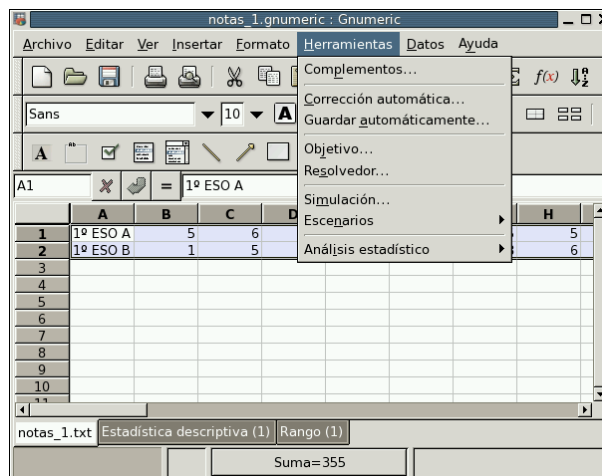 notas_1.gnumeric : Gnumeric
Archivo Editar Ver Insertar Formato Herramientas Datos Ayuda
f(x)
Sans 10 A
A
A1 = 1º ESO A
Complementos...
Corrección automática...
Guardar automáticamente...
Objetivo...
Resolvedor...
Simulación...
Escenarios
Análisis estadístico
A B C D H
1 1º ESO A 5 6 5
2 1º ESO B 1 5 6
3
4
5
6
7
8
9
10
11
notas_1.txt Estadística descriptiva (1) Rango (1)
Suma=355